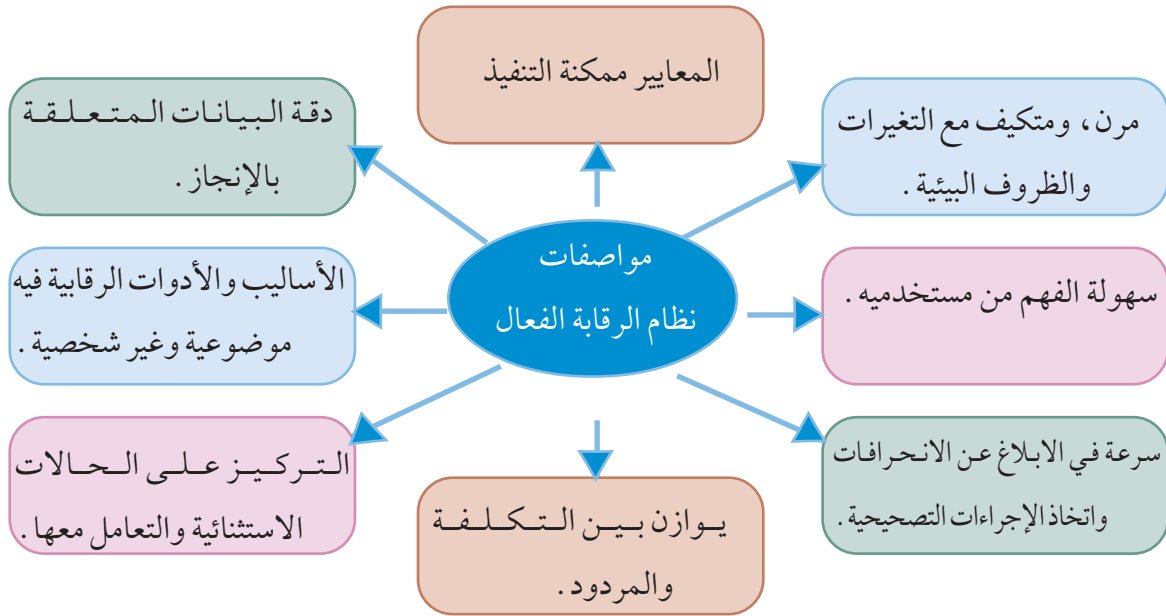 مواصفات
نظام الرقابة الفعال
المعايير ممكنة التنفيذ
مرن، ومتكيف مع التغيرات
والظروف البيئية .
سهولة الفهم من مستخدميه .
سرعة في الابلاغ عن الانحرافات
واتخاذ الإجراءات التصحيحية .
يوازن بين التكلفة
والمردود .
التركيز على الحالات
الاستثنائية والتعامل معها .
الأساليب والأدوات الرقابية فيه
موضوعية وغير شخصية .
دقة البيانات المتعلقة
بالإنجاز .